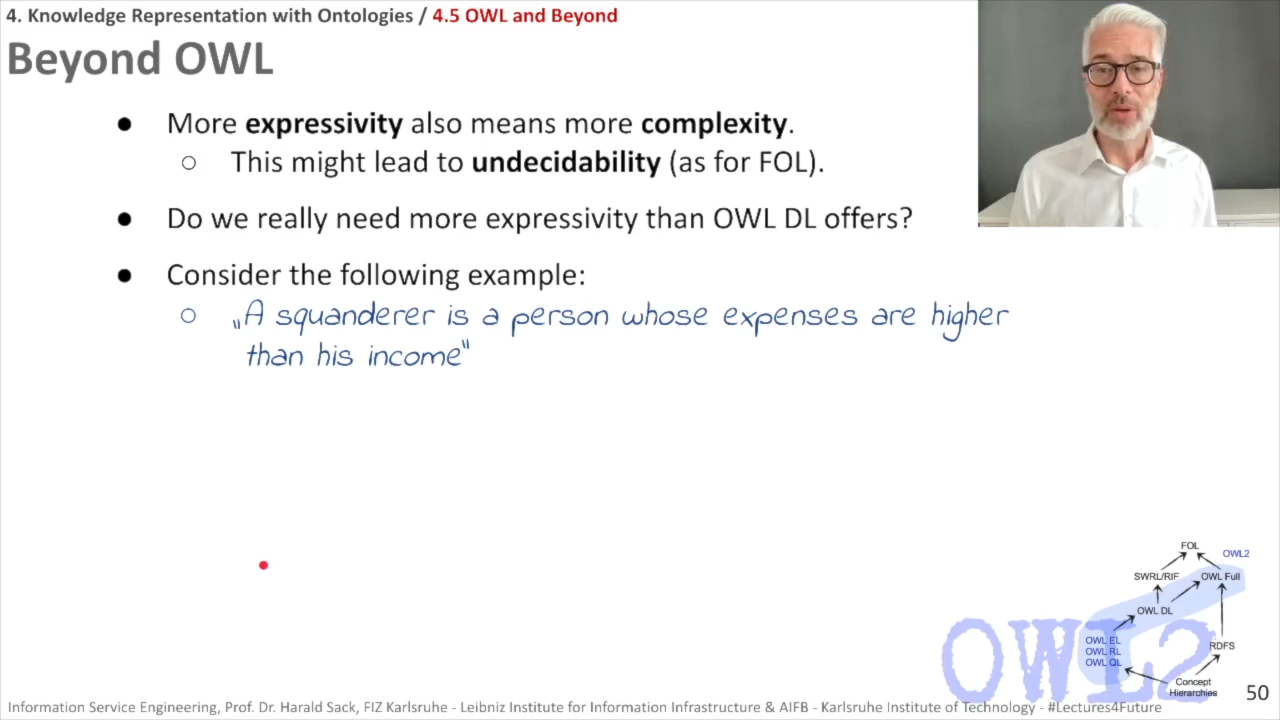 4. Knowledge Representation with Ontologies / 4.5 OWL and Beyond
Beyond OWL
● More expressivity also means more complexity.
○ This might lead to undecidability (as for FOL).
● Do we really need more expressivity than OWL DL offers?
● Consider the following example:
○ „A squanderer is a person whose expenses are higher
than his income"
FOL
OWL2
SWRL/RIF
OWL Full
OWL DL
OWL EL
OWL RL
OWL QL
RDFS
Concept
Hierarchies
OWL2
50
Information Service Engineering, Prof. Dr. Harald Sack, FIZ Karlsruhe - Leibniz Institute for Information Infrastructure & AIFB - Karlsruhe Institute of Technology - #Lectures4Future